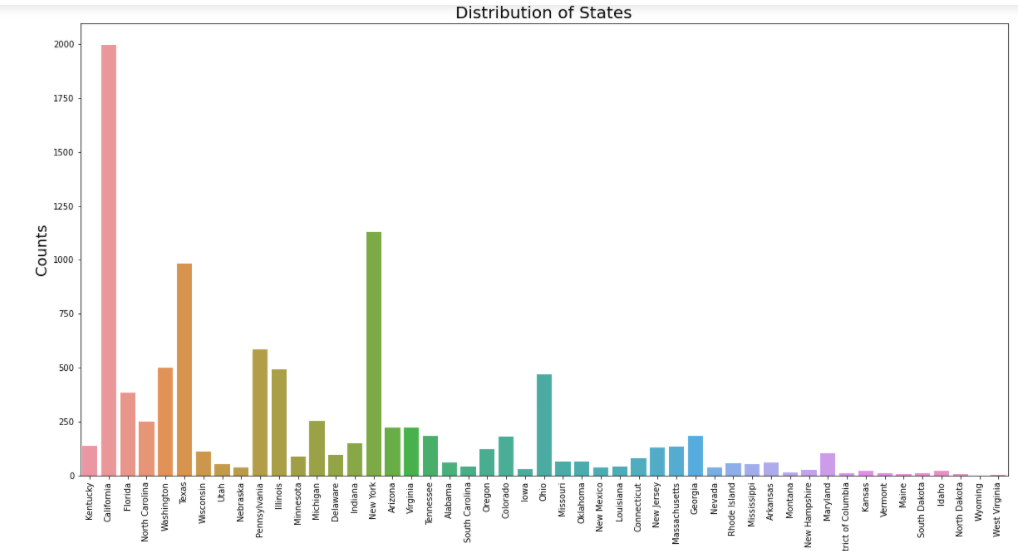 Distribution of States
Counts
2000
1750
1500
1250
1000
750
500
250
0
Kentucky
California
Florida
North Carolina
Washington
Texas
Wisconsin
Utah
Nebraska
Pennsylvania
Illinois
Minnesota
Michigan
Delaware
Indiana
New York
Arizona
Virginia
Tennessee
Alabama
South Carolina
Oregon
Colorado
Iowa
Ohio
Missouri
Oklahoma
New Mexico
Louisiana
Connecticut
New Jersey
Massachusetts
Georgia
Nevada
Rhode Island
Mississippi
Arkansas
Montana
New Hampshire
Maryland
trict of Columbia
Kansas
Vermont
Maine
South Dakota
Idaho
North Dakota
Wyoming
West Virginia